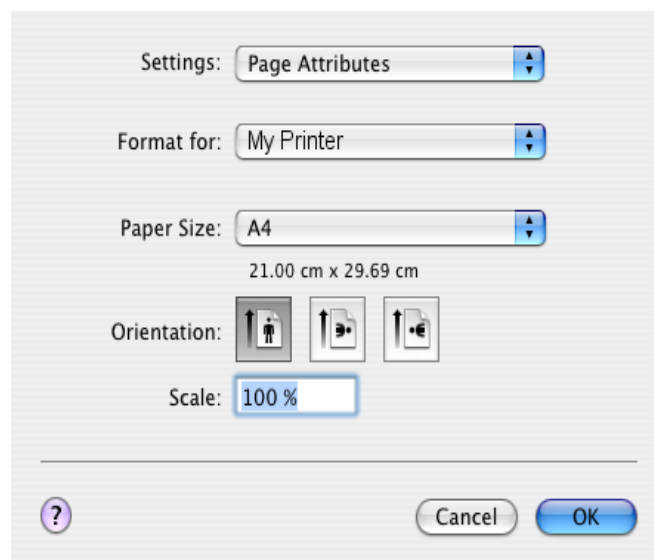 Settings: Page Attributes
Format for: My Printer
Paper Size: A4
21.00 cm x 29.69 cm
Orientation:
Scale: 100 %
? Cancel OK